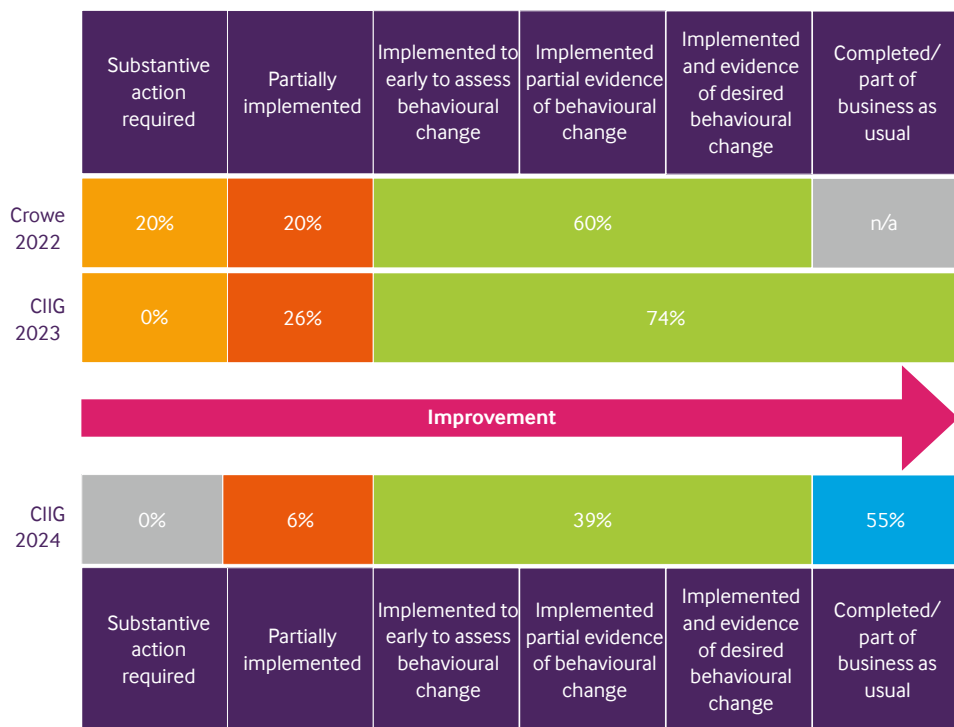 Substantive
action
required
Partially
implemented
Implemented to
early to assess
behavioural
change
Implemented
partial evidence
of behavioural
change
Implemented
and evidence
of desired
behavioural
change
Completed/
part of
business as
usual
Crowe
2022
20%
20%
60%
n/a
CIIG
2023
0%
26%
74%
Improvement
CIIG
2024
0%
6%
39%
55%
Substantive
action
required
Partially
implemented
Implemented to
early to assess
behavioural
change
Implemented
partial evidence
of behavioural
change
Implemented
and evidence
of desired
behavioural
change
Completed/
part of
business as
usual